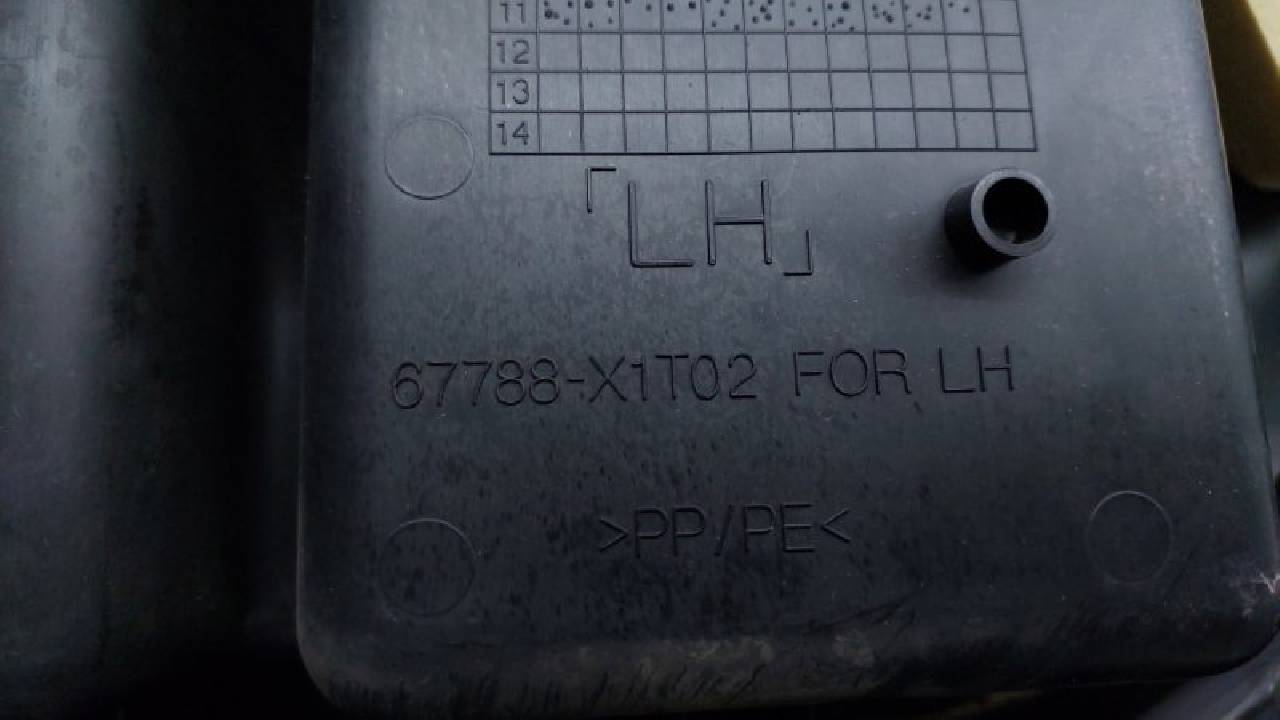 11
12
13
14
「LH」
67788-X1T02 FOR LH
>PP/PE<